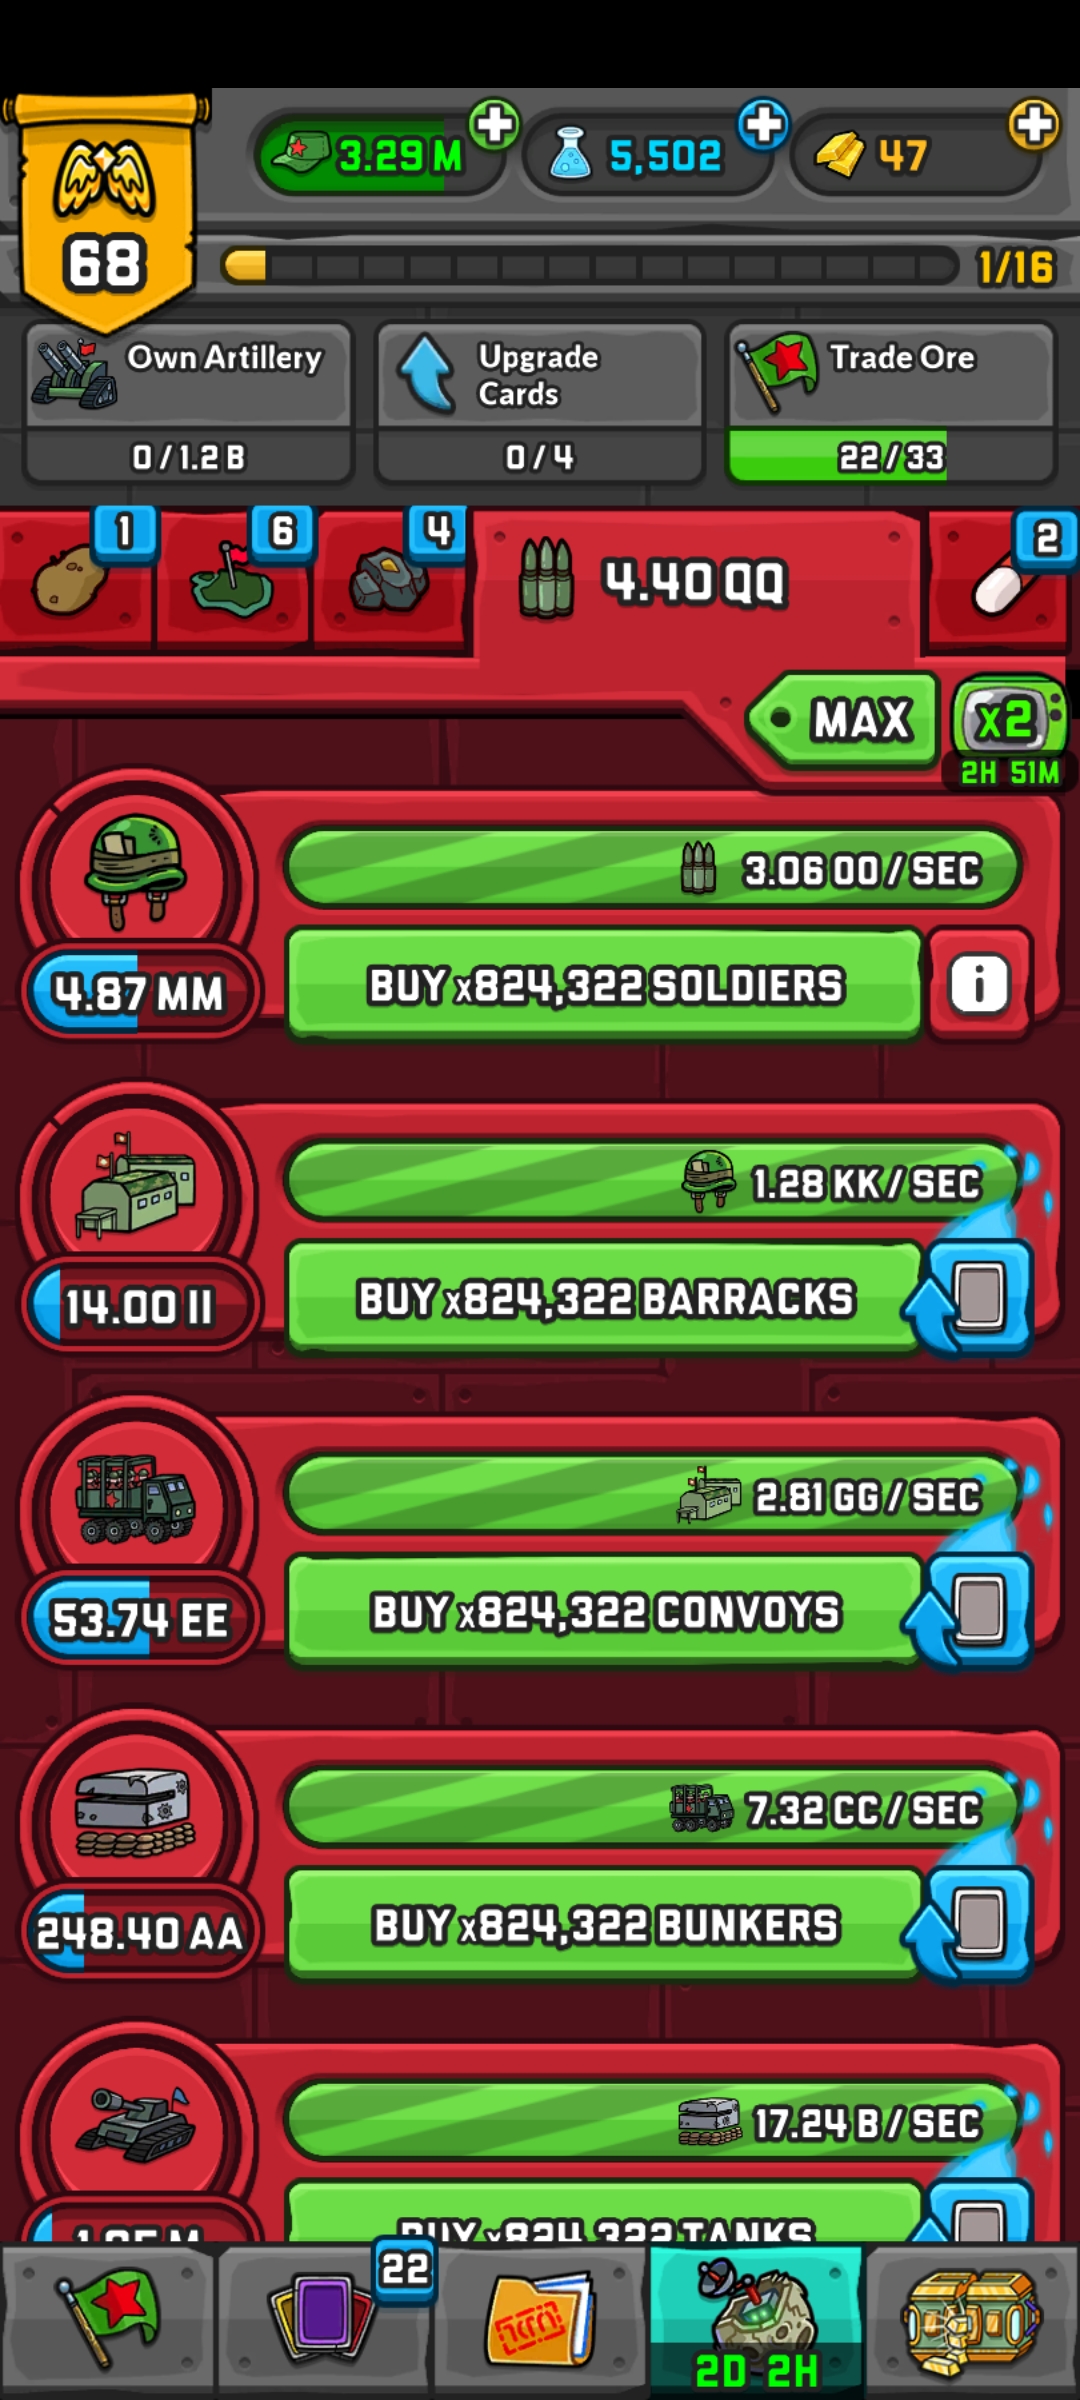 3.29 M
5,502
47
68
1/16
Own Artillery
Upgrade
Cards
Trade Ore
0 / 1.2 B
0 / 4
22 / 33
1
6
4
4.40 QQ
2
MAX
x2
2H 51M
3.06 OO / SEC
4.87 MM
BUY x824,322 SOLDIERS
i
1.28 KK / SEC
14.00 II
BUY x824,322 BARRACKS
2.81 GG / SEC
53.74 EE
BUY x824,322 CONVOYS
7.32 CC / SEC
248.40 AA
BUY x824,322 BUNKERS
17.24 B / SEC
BUY x824,322 TANKS
22
2D 2H